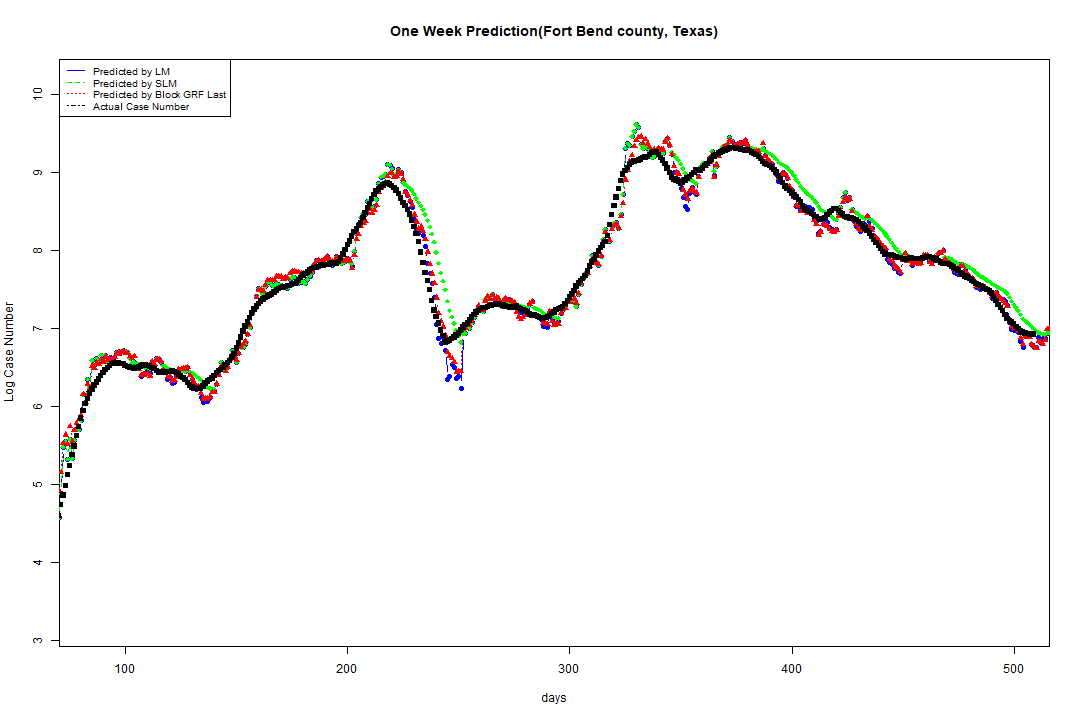 One Week Prediction(Fort Bend county, Texas)
Predicted by LM
Predicted by SLM
Predicted by Block GRF Last
Actual Case Number
10
9
8
7
6
5
4
3
Log Case Number
100 200 300 400 500
days